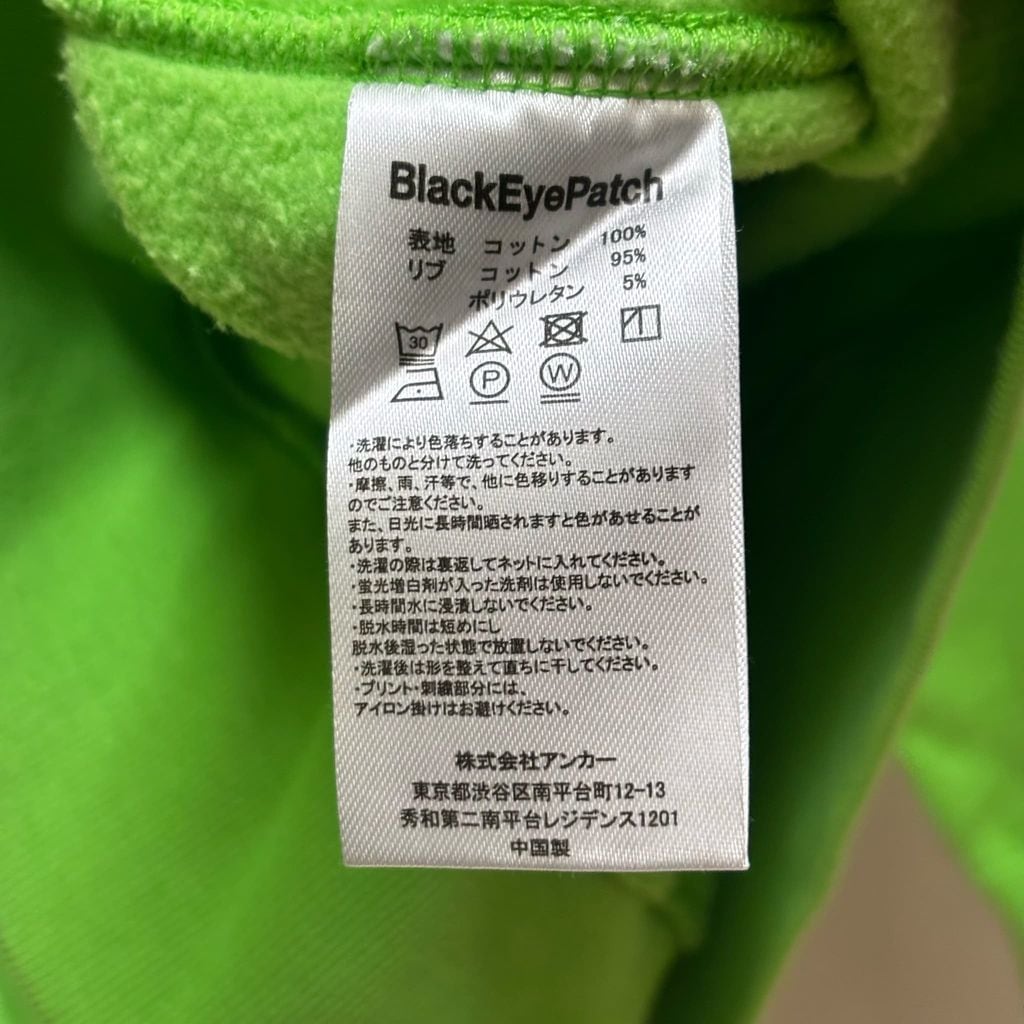 BlackEyePatch
表地 コットン 100%
リブ コットン 95%
ポリウレタン 5%
30
P W
・洗濯により色落ちすることがあります。
他のものと分けて洗ってください。
・摩擦、雨、汗等で、他に色移りすることがあります
のでご注意ください。
また、日光に長時間晒されますと色があせることが
あります。
・洗濯の際は裏返してネットに入れてください。
・蛍光増白剤が入った洗剤は使用しないでください。
・長時間水に浸漬しないでください。
・脱水時間は短めにし
脱水後湿った状態で放置しないでください。
・洗濯後は形を整えて直ちに干してください。
・プリント・刺繍部分には、
アイロン掛けはお避けください。
株式会社アンカー
東京都渋谷区南平台町12-13
秀和第二南平台レジデンス1201
中国製